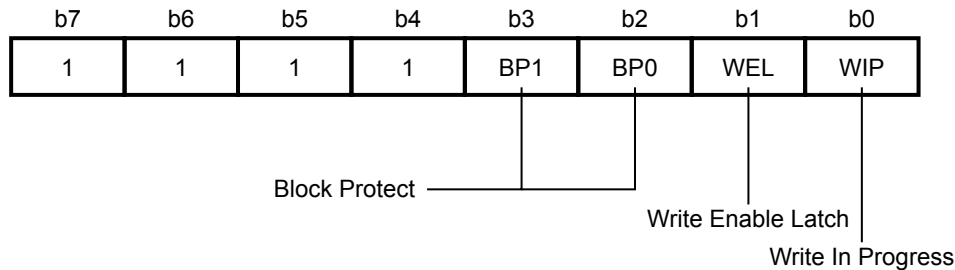 b7 b6 b5 b4 b3 b2 b1 b0
1 1 1 1 BP1 BP0 WEL WIP
Block Protect
Write Enable Latch
Write In Progress